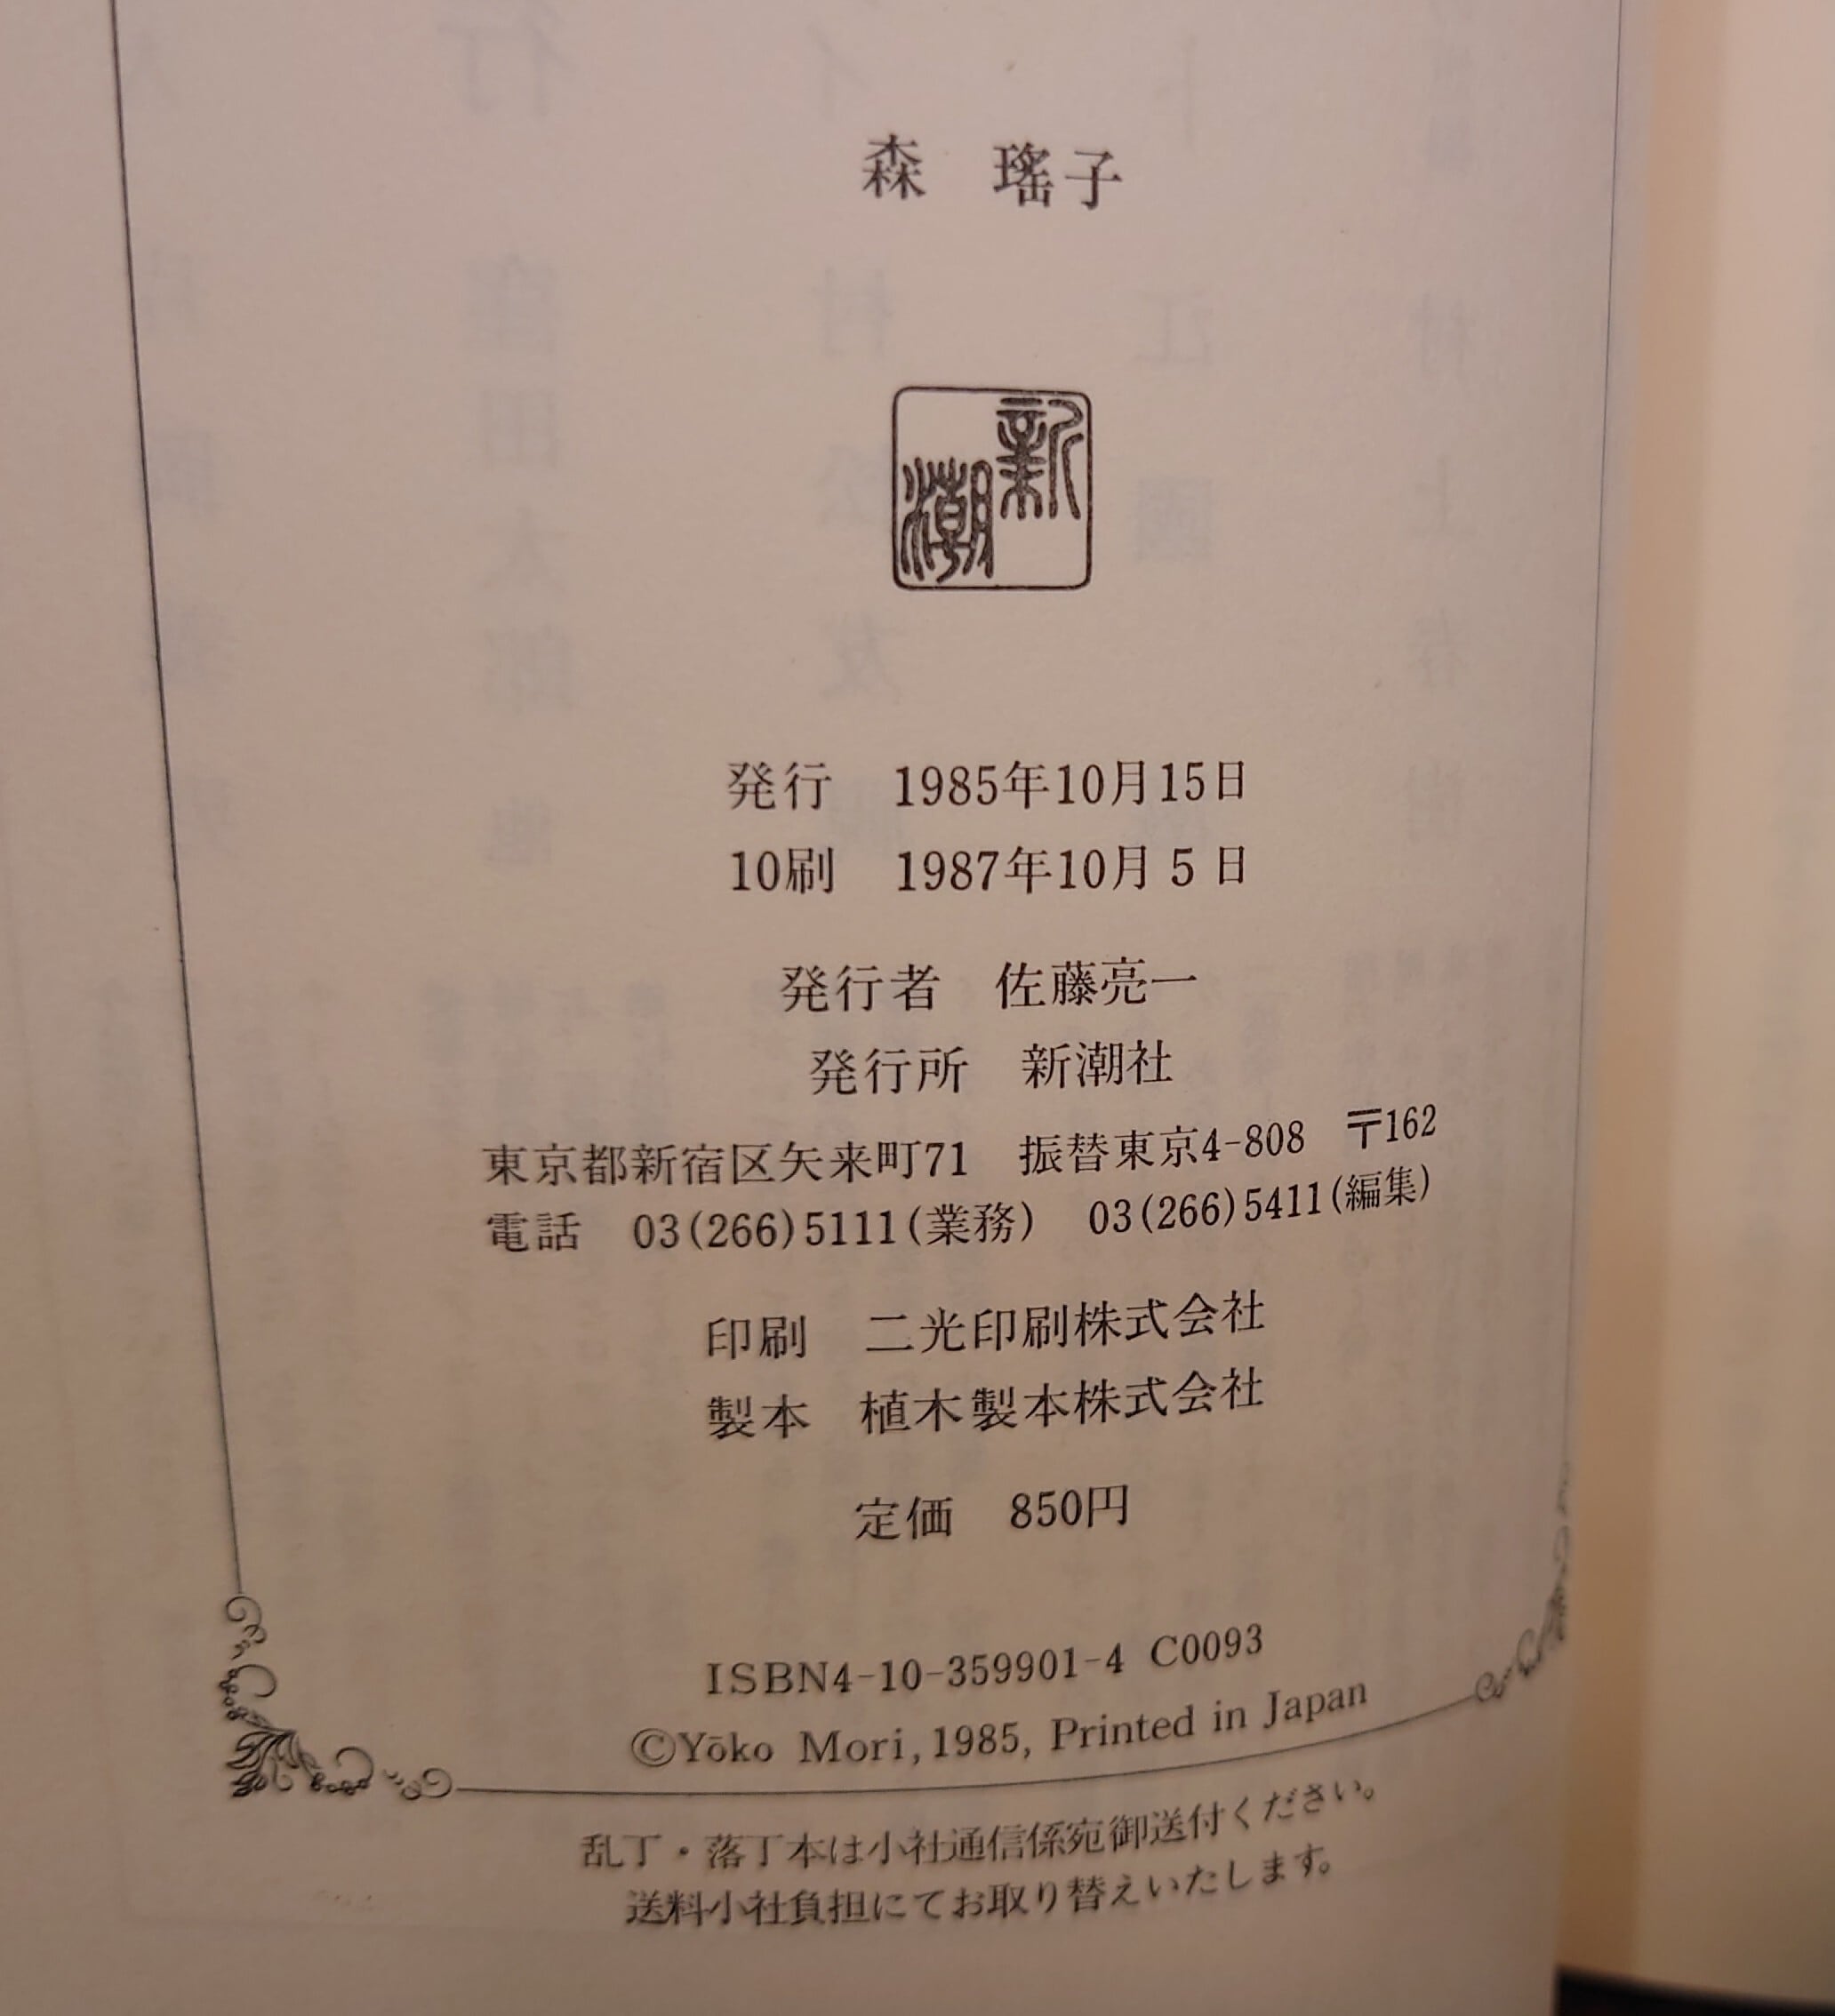 森 瑤子
新潮
発行 1985年10月15日
10刷 1987年10月5日
発行者 佐藤亮一
発行所 新潮社
東京都新宿区矢来町71 振替東京4-808 〒162
電話 03(266)5111(業務) 03(266)5411(編集)
印刷 二光印刷株式会社
製本 植木製本株式会社
定価 850円
ISBN4-10-359901-4 C0093
©Yōko Mori, 1985, Printed in Japan
乱丁・落丁本は小社通信係宛御送付ください。
送料小社負担にてお取り替えいたします。